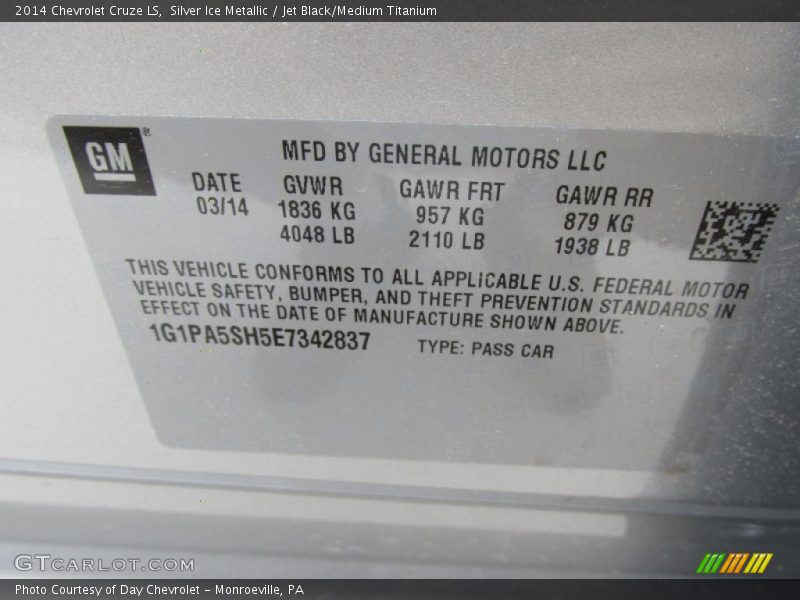 2014 Chevrolet Cruze LS,  Silver Ice Metallic / Jet Black/Medium Titanium
GM®
MFD BY GENERAL MOTORS LLC
DATE GVWR GAWR FRT GAWR RR
03/14 1836 KG 957 KG 879 KG
4048 LB 2110 LB 1938 LB
THIS VEHICLE CONFORMS TO ALL APPLICABLE U.S. FEDERAL MOTOR
VEHICLE SAFETY, BUMPER, AND THEFT PREVENTION STANDARDS IN
EFFECT ON THE DATE OF MANUFACTURE SHOWN ABOVE.
1G1PA5SH5E7342837 TYPE: PASS CAR
GTCARLOT.COM
Photo Courtesy of Day Chevrolet - Monroeville, PA